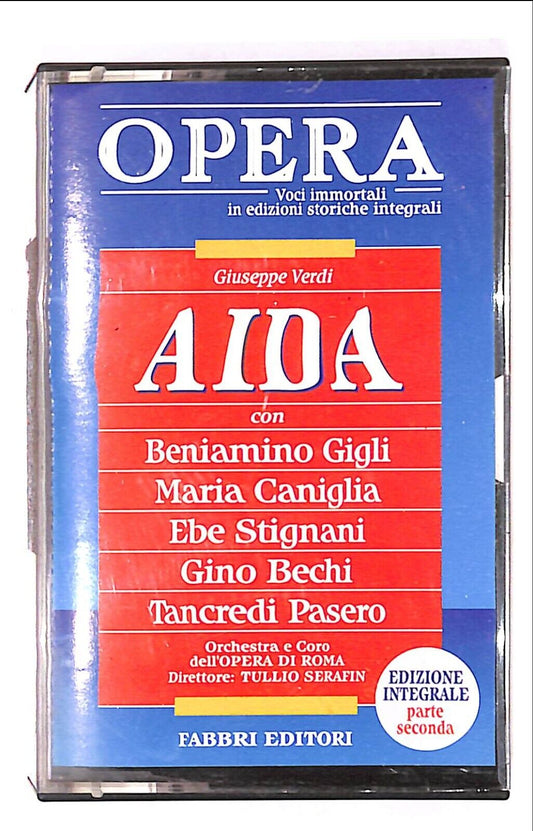 OPERA
Voci immortali
in edizioni storiche integrali
Giuseppe Verdi
AIDA
con
Beniamino Gigli
Maria Caniglia
Ebe Stignani
Gino Bechi
Tancredi Pasero
Orchestra e Coro
dell'OPERA DI ROMA
Direttore: TULLIO SERAFIN
EDIZIONE
INTEGRALE
parte
seconda
FABBRI EDITORI